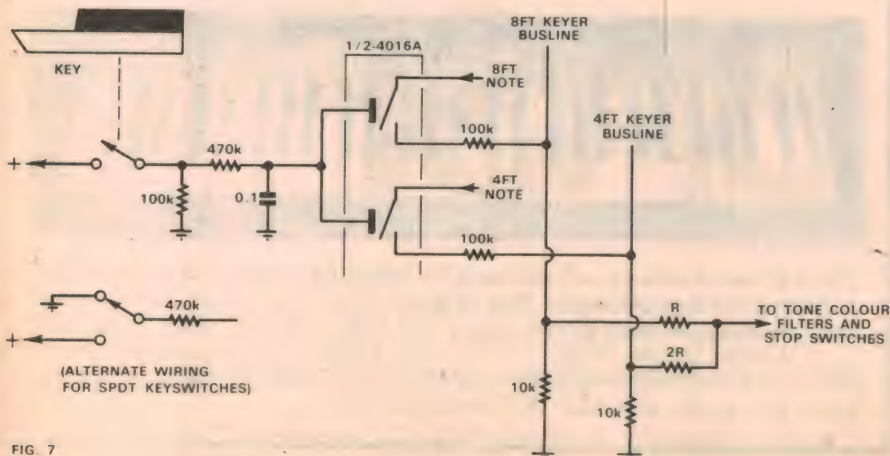 8FT KEYER
BUSLINE
1/2-4016A
KEY
8FT
NOTE
4FT KEYER
BUSLINE
470k
100k
+
100k
0.1
4FT
NOTE
100k
470k
+
R
TO TONE COLOUR
FILTERS AND
STOP SWITCHES
2R
(ALTERNATE WIRING
FOR SPDT KEYSWITCHES)
10k
10k
FIG. 7